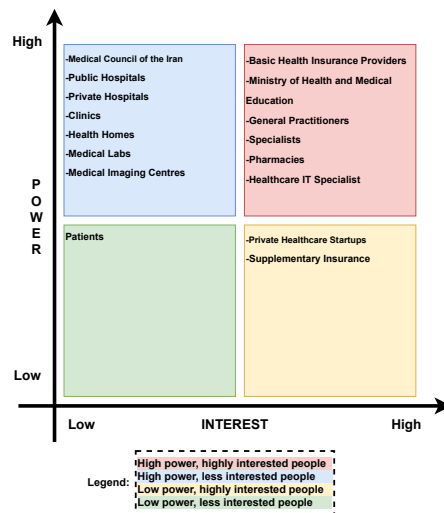 High
-Medical Council of the Iran
-Public Hospitals
-Private Hospitals
-Clinics
-Health Homes
-Medical Labs
-Medical Imaging Centres
-Basic Health Insurance Providers
-Ministry of Health and Medical
Education
-General Practitioners
-Specialists
-Pharmacies
-Healthcare IT Specialist
P
O
W
E
R
Patients
-Private Healthcare Startups
-Supplementary Insurance
Low
Low
INTEREST
High
Legend:
High power, highly interested people
High power, less interested people
Low power, highly interested people
Low power, less interested people